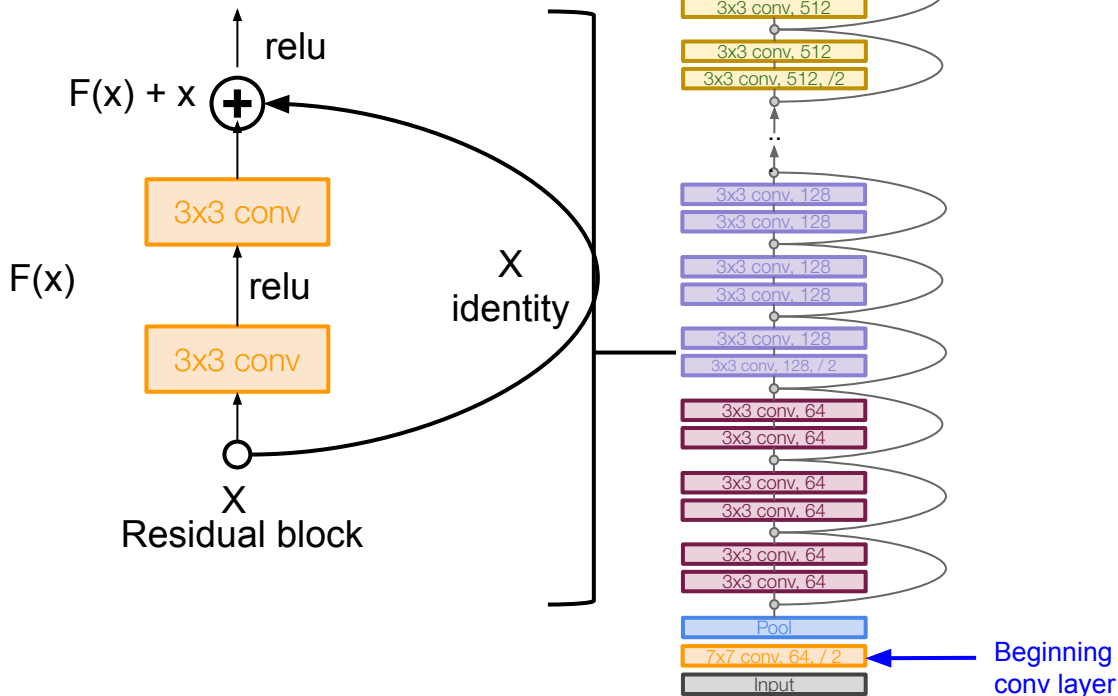 relu
F(x) + x
3x3 conv
F(x)
relu
X
identity
3x3 conv
X
Residual block
3x3 conv, 512
3x3 conv, 512
3x3 conv, 512, /2
..
3x3 conv, 128
3x3 conv, 128
3x3 conv, 128
3x3 conv, 128
3x3 conv, 128
3x3 conv, 128, / 2
3x3 conv, 64
3x3 conv, 64
3x3 conv, 64
3x3 conv, 64
3x3 conv, 64
3x3 conv, 64
Pool
7x7 conv, 64, / 2
Input
Beginning
conv layer